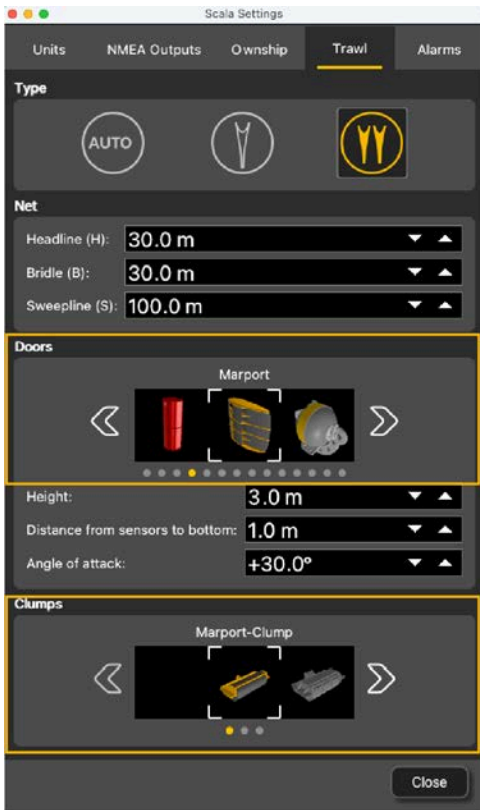 Scala Settings
Units NMEA Outputs Ownship Trawl Alarms
Type
AUTO
Net
Headline (H): 30.0 m
Bridle (B): 30.0 m
Sweepline (S): 100.0 m
Doors
Marport
Height: 3.0 m
Distance from sensors to bottom: 1.0 m
Angle of attack: +30.0°
Clumps
Marport-Clump
Close